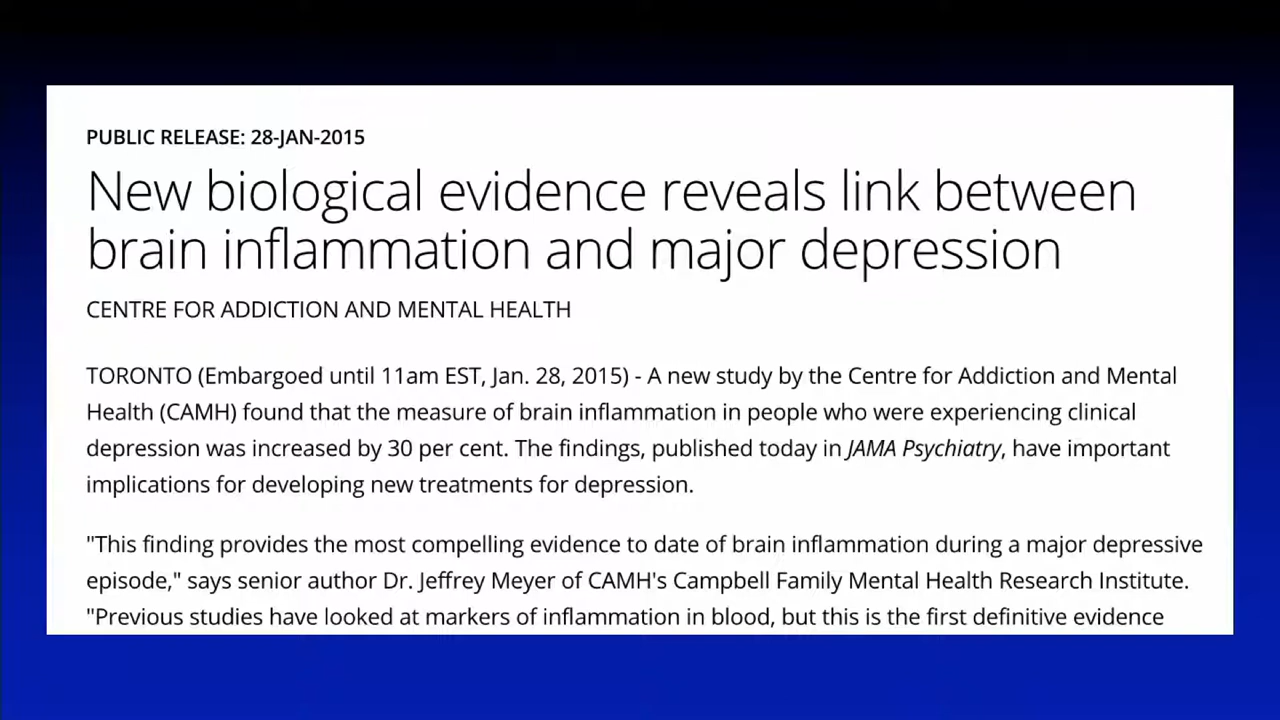 PUBLIC RELEASE: 28-JAN-2015
New biological evidence reveals link between
brain inflammation and major depression
CENTRE FOR ADDICTION AND MENTAL HEALTH
TORONTO (Embargoed until 11am EST, Jan. 28, 2015) - A new study by the Centre for Addiction and Mental
Health (CAMH) found that the measure of brain inflammation in people who were experiencing clinical
depression was increased by 30 per cent. The findings, published today in JAMA Psychiatry, have important
implications for developing new treatments for depression.
"This finding provides the most compelling evidence to date of brain inflammation during a major depressive
episode," says senior author Dr. Jeffrey Meyer of CAMH's Campbell Family Mental Health Research Institute.
"Previous studies have looked at markers of inflammation in blood, but this is the first definitive evidence